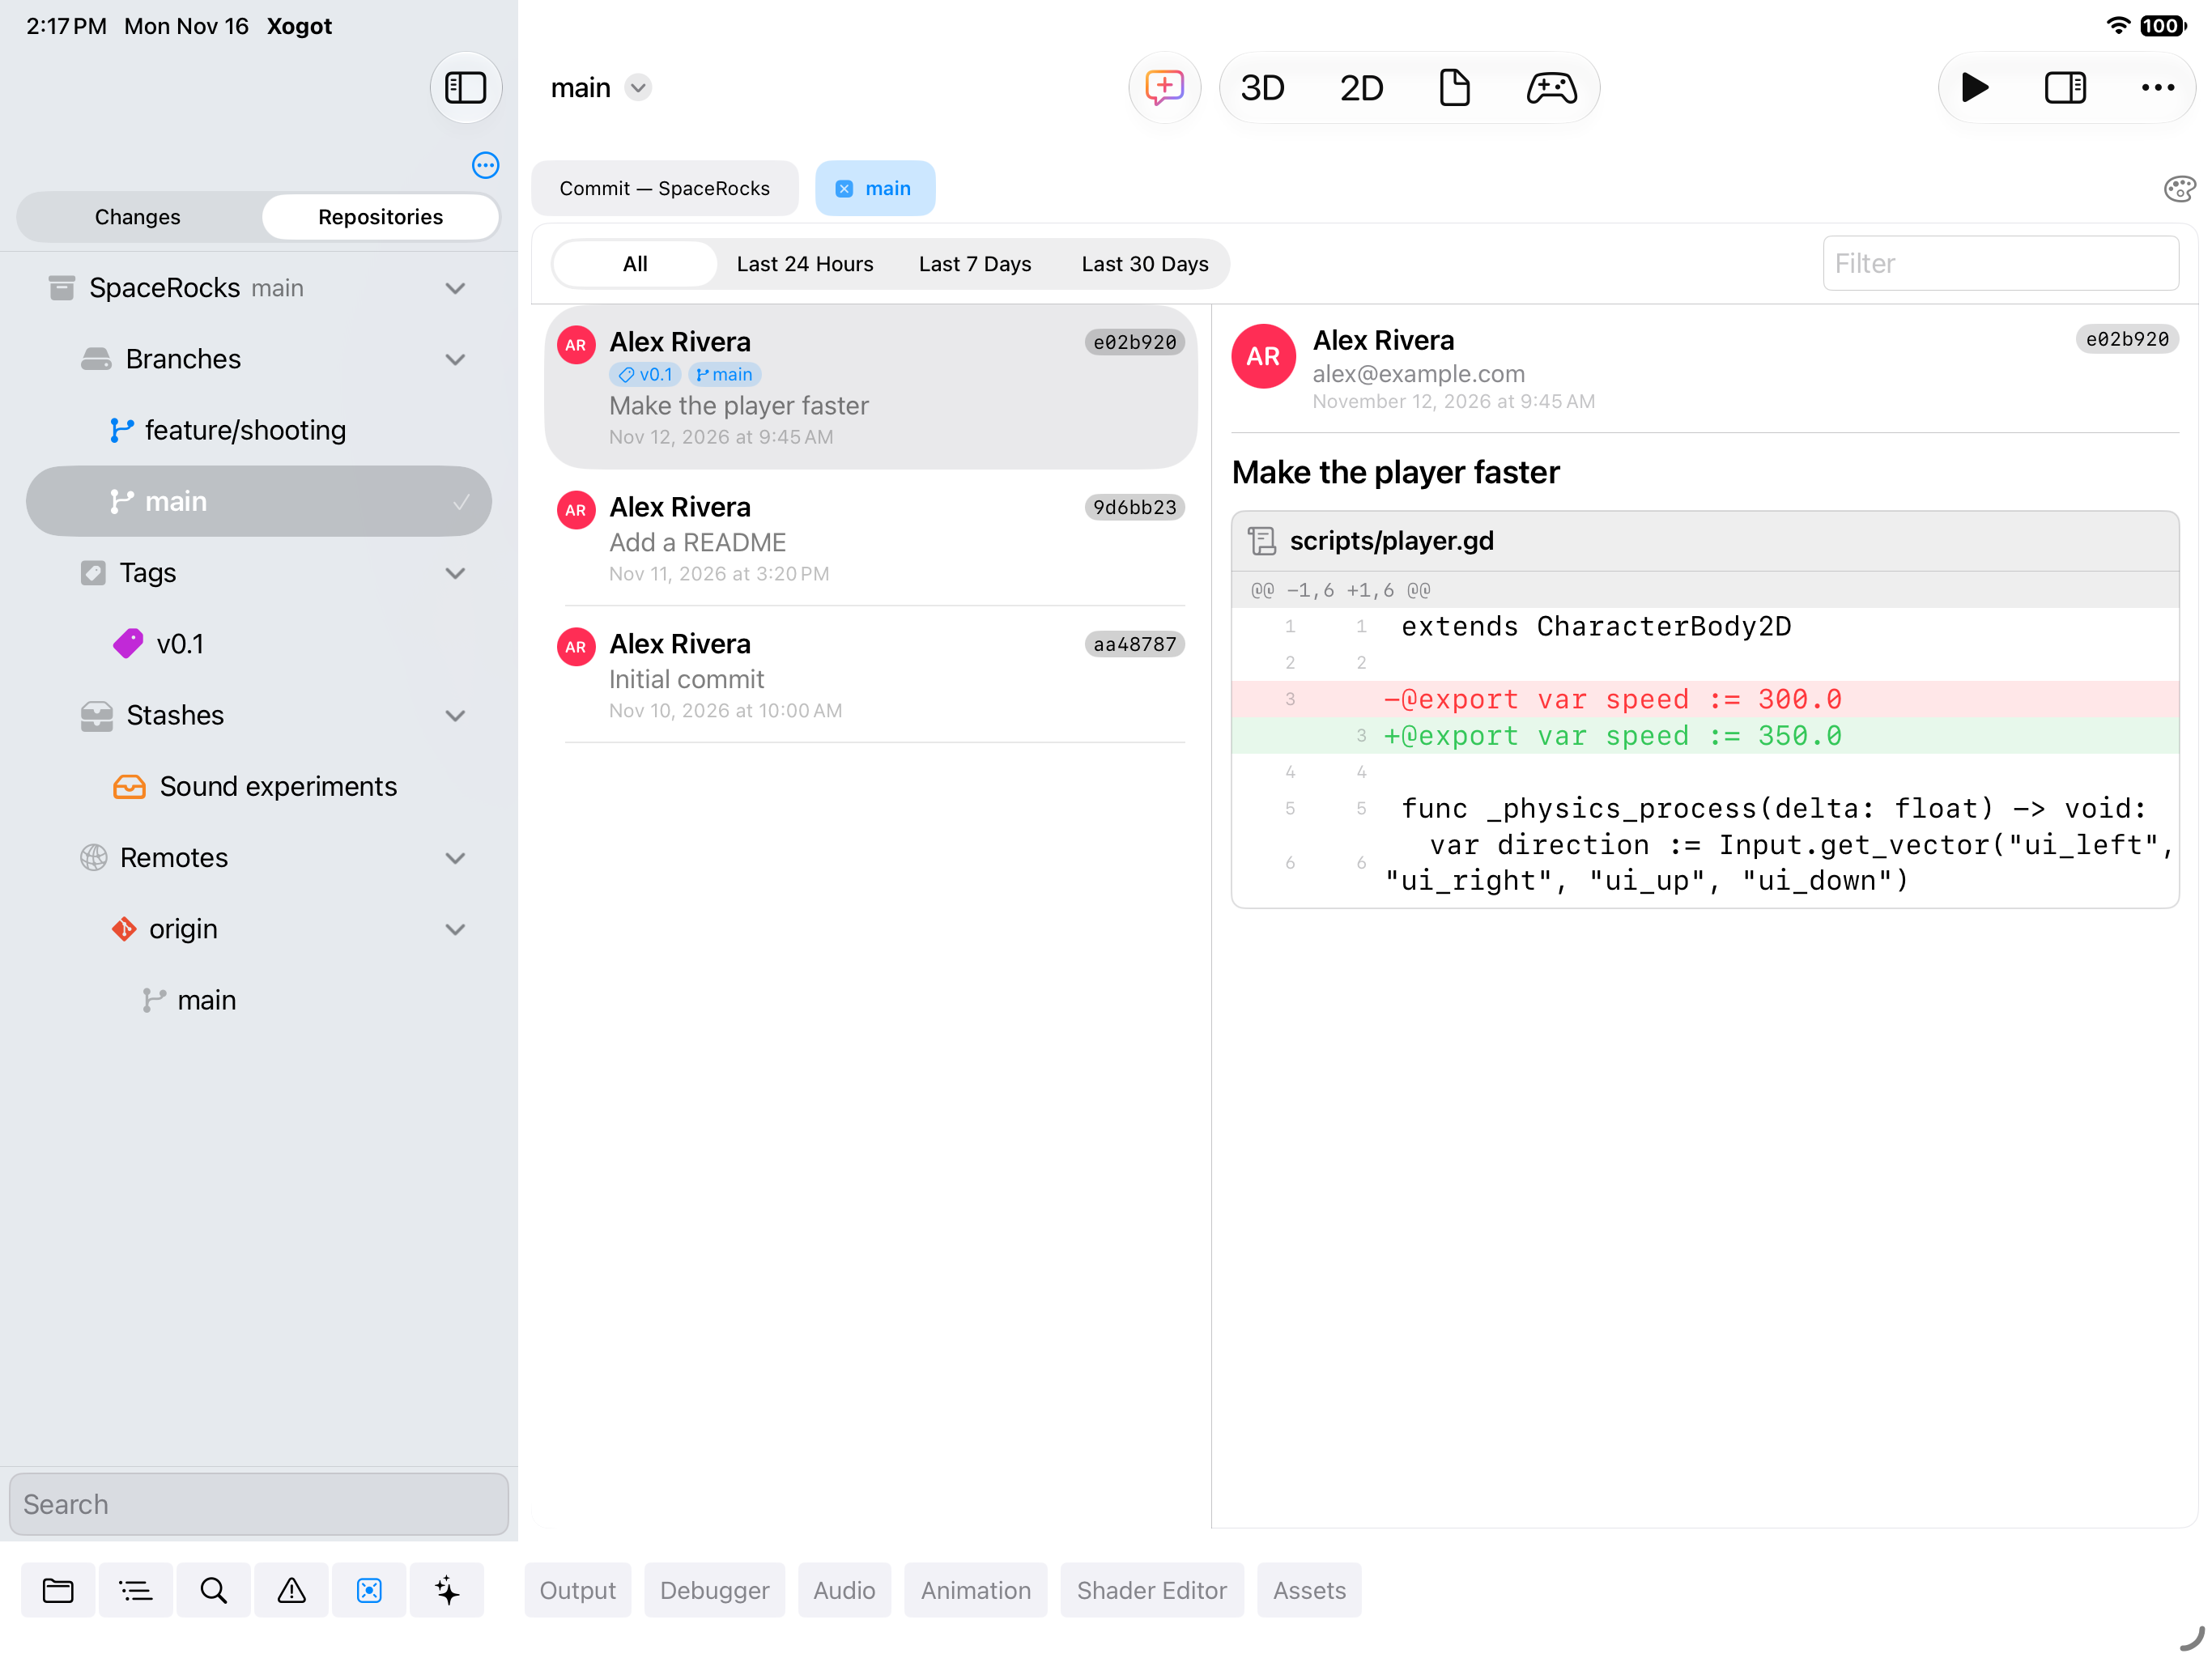 2:17 PM Mon Nov 16 Xogot
100
main
3D 2D
Changes Repositories
SpaceRocks main
Branches
feature/shooting
main
Tags
v0.1
Stashes
Sound experiments
Remotes
origin
main
Search
Commit — SpaceRocks main
All Last 24 Hours Last 7 Days Last 30 Days
Filter
AR Alex Rivera e02b920
v0.1 main
Make the player faster
Nov 12, 2026 at 9:45 AM
AR Alex Rivera 9d6bb23
Add a README
Nov 11, 2026 at 3:20 PM
AR Alex Rivera aa48787
Initial commit
Nov 10, 2026 at 10:00 AM
AR Alex Rivera e02b920
alex@example.com
November 12, 2026 at 9:45 AM
Make the player faster
scripts/player.gd
@@ -1,6 +1,6 @@
1 1 extends CharacterBody2D
2 2
3 -@export var speed := 300.0
3 +@export var speed := 350.0
4 4
5 5 func _physics_process(delta: float) -> void:
6 6 var direction := Input.get_vector("ui_left",
"ui_right", "ui_up", "ui_down")
Output Debugger Audio Animation Shader Editor Assets